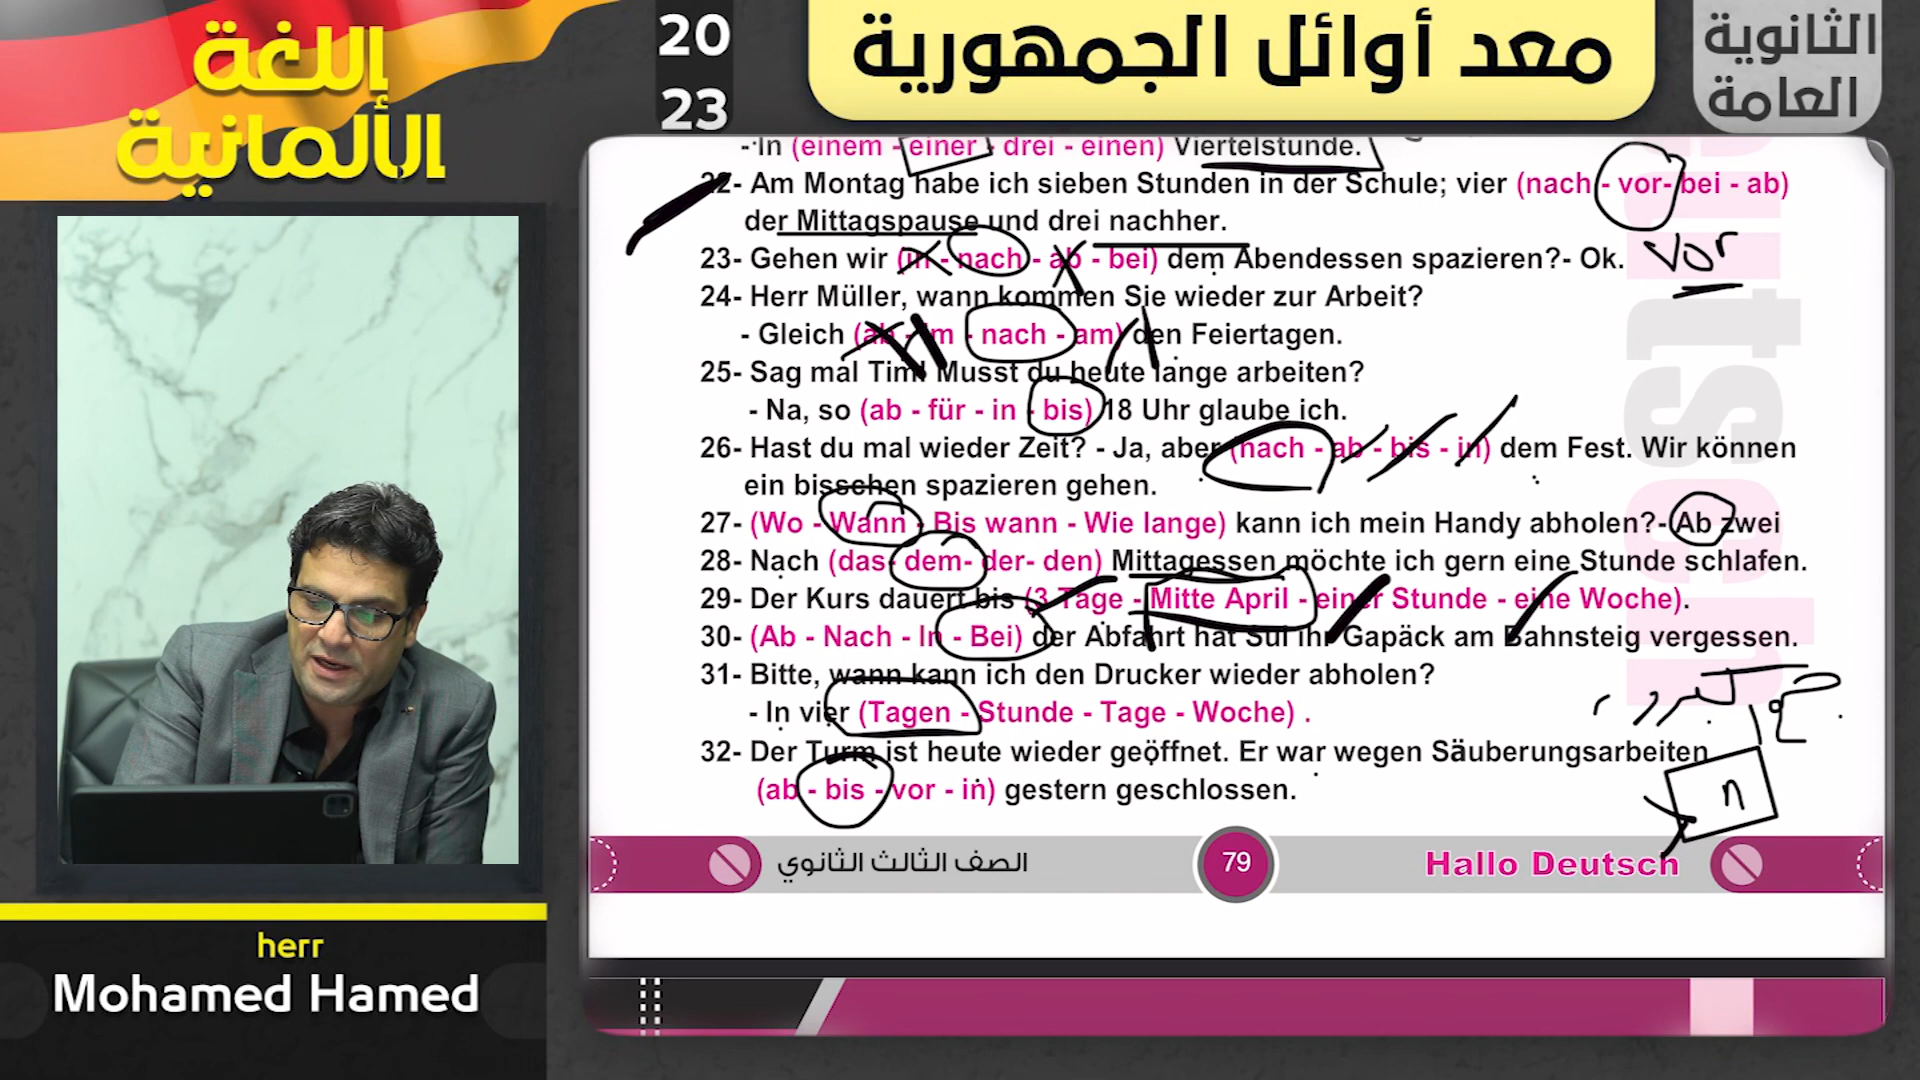 اللغة
الألمانية
20
23
معد أوائل الجمهورية
الثانوية
العامة
- In (einem - einer - drei - einen) Viertelstunde.
22- Am Montag habe ich sieben Stunden in der Schule; vier (nach - vor- bei - ab)
der Mittagspause und drei nachher.
vor
23- Gehen wir (in - nach - ab - bei) dem Abendessen spazieren?- Ok.
24- Herr Müller, wann kommen Sie wieder zur Arbeit?
- Gleich (ab - im - nach - am) den Feiertagen.
25- Sag mal Tim! Musst du heute lange arbeiten?
- Na, so (ab - für - in - bis) 18 Uhr glaube ich.
26- Hast du mal wieder Zeit? - Ja, aber (nach - ab - bis - in) dem Fest. Wir können
ein bisschen spazieren gehen.
27- (Wo - Wann - Bis wann - Wie lange) kann ich mein Handy abholen?- Ab zwei
28- Nach (das- dem- der- den) Mittagessen möchte ich gern eine Stunde schlafen.
29- Der Kurs dauert bis (3 Tage - Mitte April - einer Stunde - eine Woche).
30- (Ab - Nach - In - Bei) der Abfahrt hat Sui ihr Gapäck am Bahnsteig vergessen.
31- Bitte, wann kann ich den Drucker wieder abholen?
- In vier (Tagen - Stunde - Tage - Woche) .
32- Der Turm ist heute wieder geöffnet. Er war wegen Säuberungsarbeiten
(ab - bis - vor - in) gestern geschlossen.
n
الصف الثالث الثانوي
79
Hallo Deutsch
herr
Mohamed Hamed